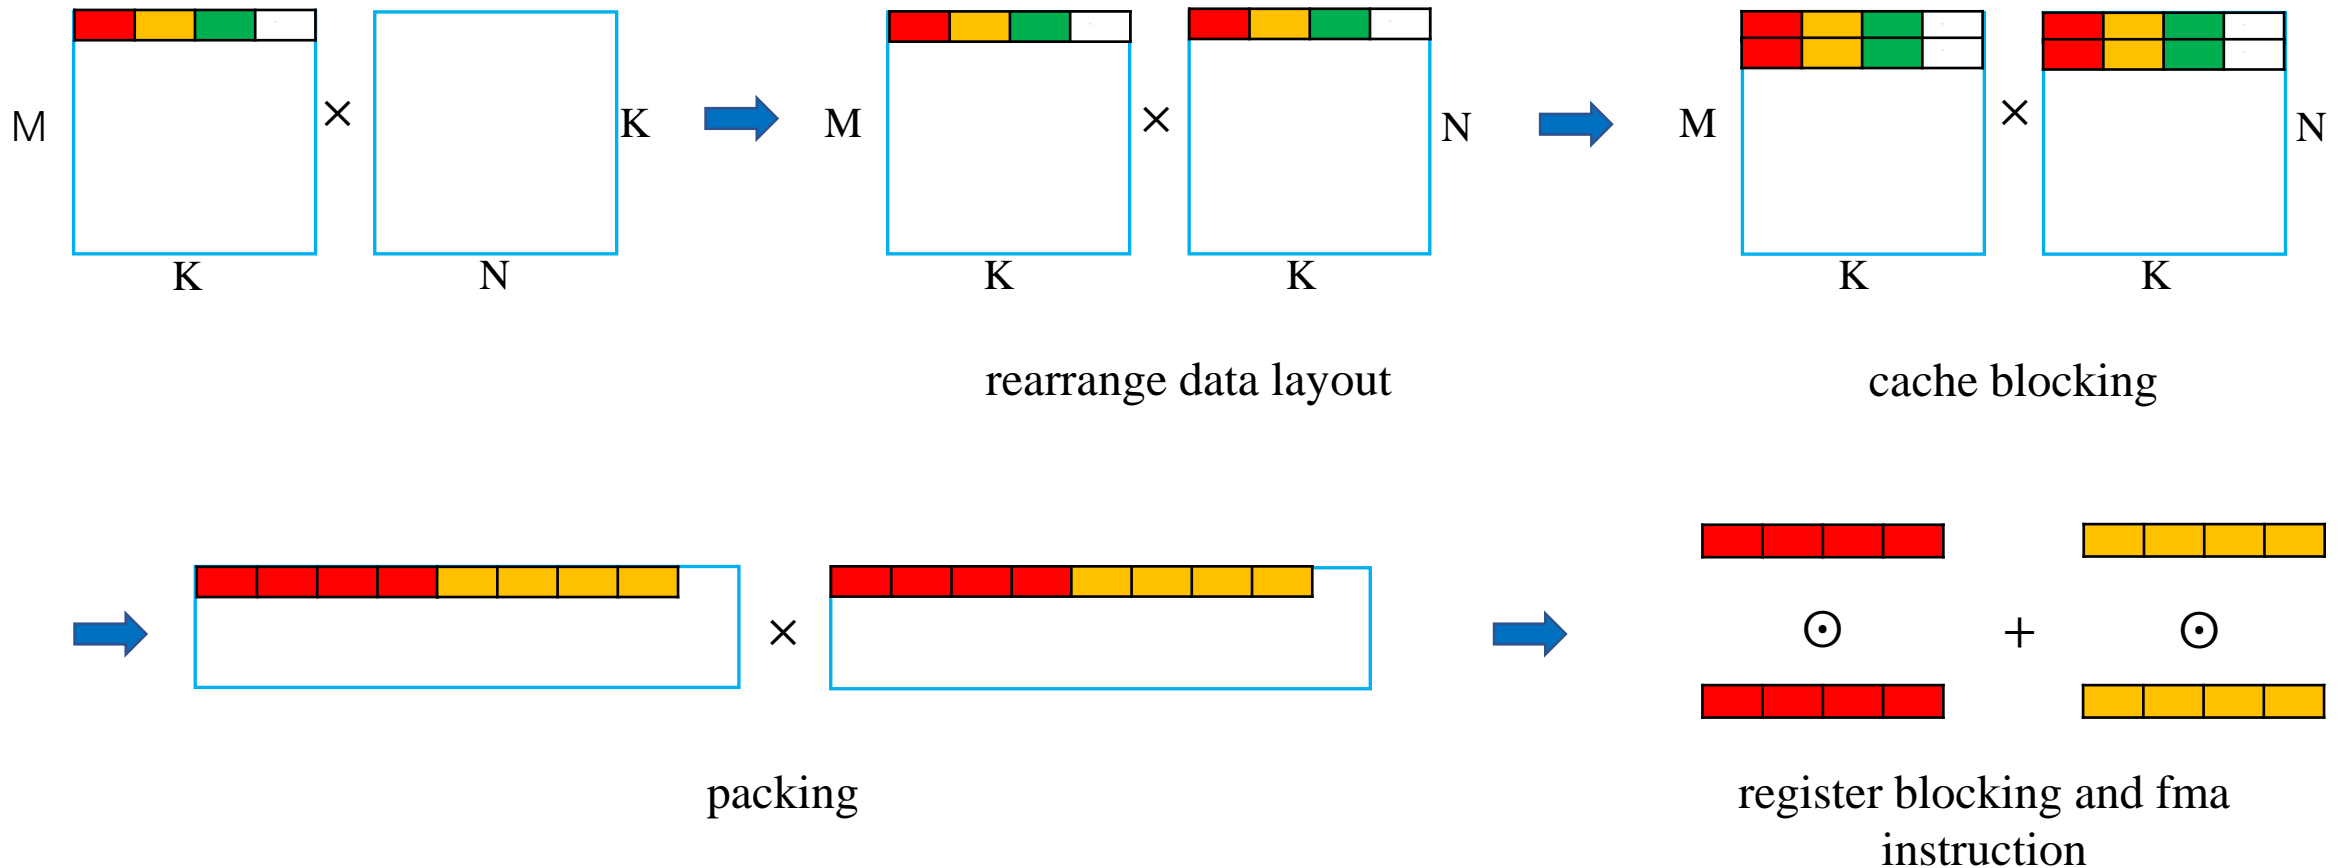 M × K M × N M × N
K N K K K K
rearrange data layout cache blocking
× ⊙ + ⊙
packing register blocking and fma
instruction